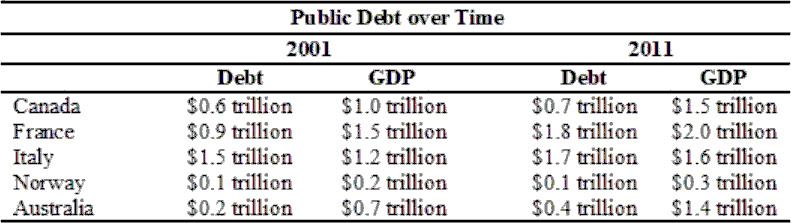 Public Debt over Time
2001 2011
Debt GDP Debt GDP
Canada $0.6 trillion $1.0 trillion $0.7 trillion $1.5 trillion
France $0.9 trillion $1.5 trillion $1.8 trillion $2.0 trillion
Italy $1.5 trillion $1.2 trillion $1.7 trillion $1.6 trillion
Norway $0.1 trillion $0.2 trillion $0.1 trillion $0.3 trillion
Australia $0.2 trillion $0.7 trillion $0.4 trillion $1.4 trillion